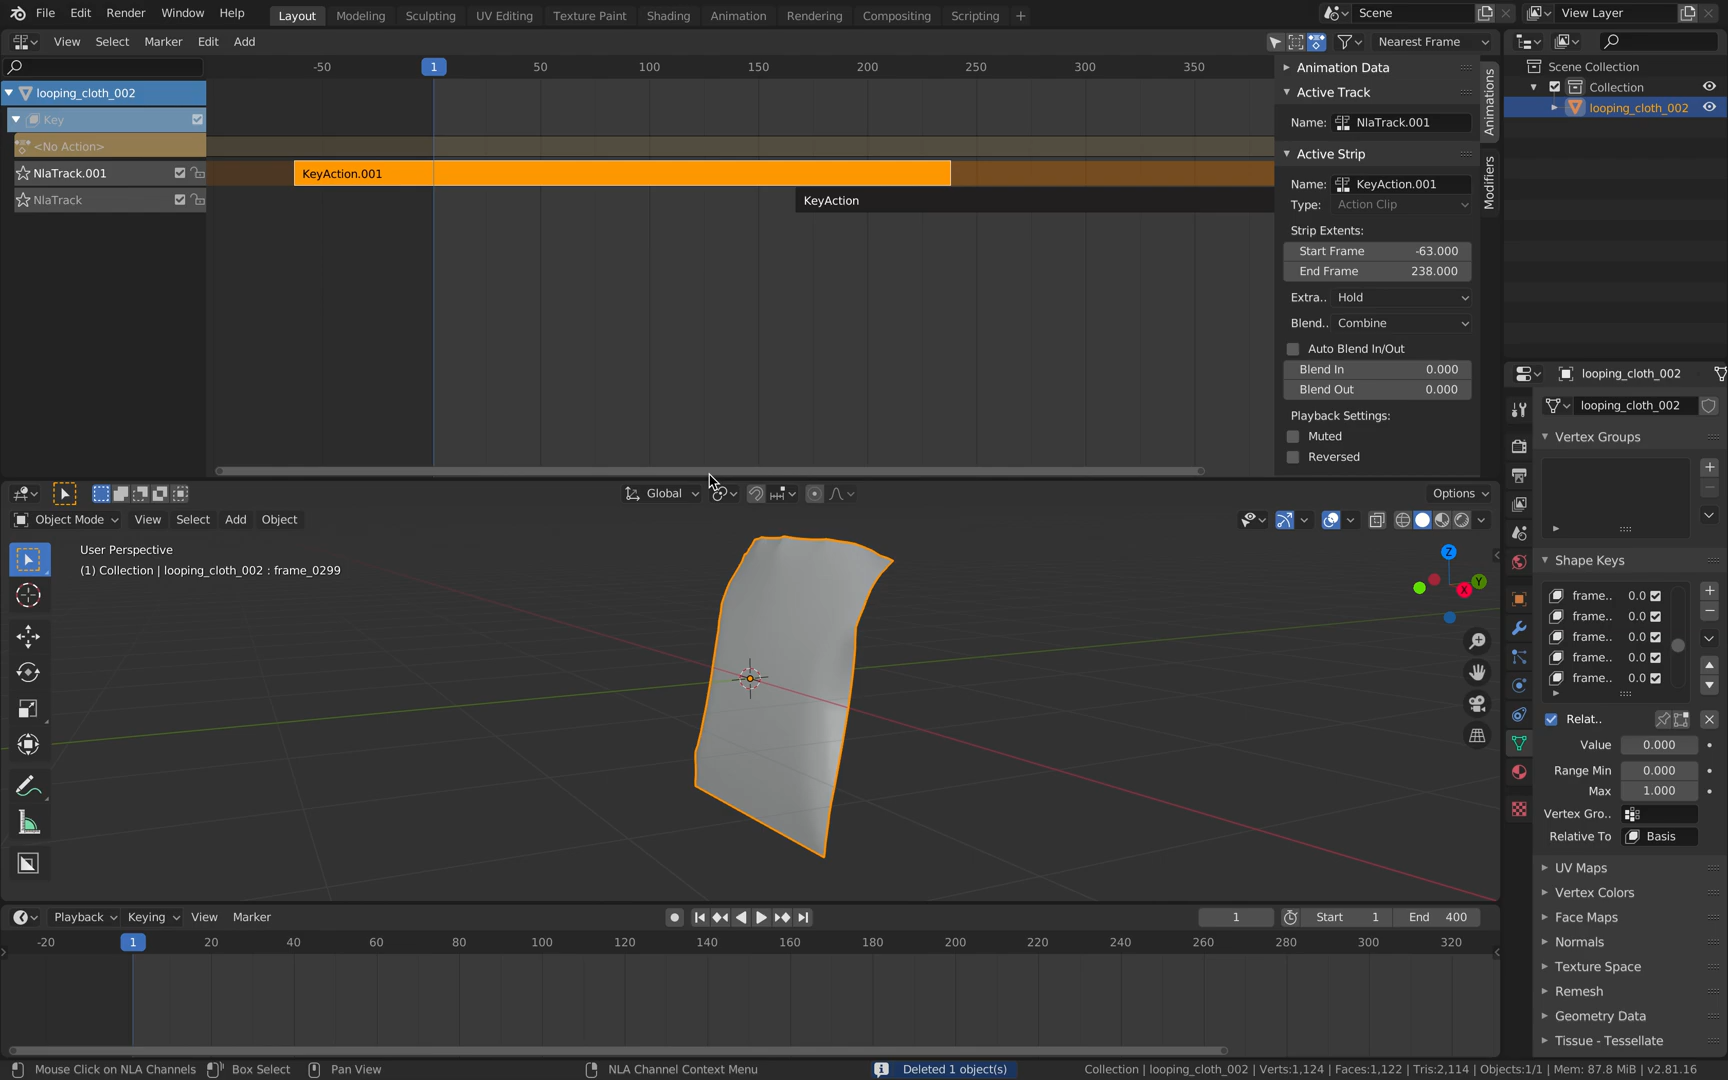 File Edit Render Window Help Layout Modeling Sculpting UV Editing Texture Paint Shading Animation Rendering Compositing Scripting + Scene View Layer
View Select Marker Edit Add Nearest Frame
-50 1 50 100 150 200 250 300 350
looping_cloth_002
Key
<No Action>
NlaTrack.001
NlaTrack
KeyAction.001
KeyAction
Animation Data
Active Track
Name: NlaTrack.001
Active Strip
Name: KeyAction.001
Type: Action Clip
Strip Extents:
Start Frame -63.000
End Frame 238.000
Extra.. Hold
Blend.. Combine
Auto Blend In/Out
Blend In 0.000
Blend Out 0.000
Playback Settings:
Muted
Reversed
Animations
Modifiers
Scene Collection
Collection
looping_cloth_002
Global Options
Object Mode View Select Add Object
User Perspective
(1) Collection | looping_cloth_002 : frame_0299
Z
Y
X
looping_cloth_002
looping_cloth_002
Vertex Groups
Shape Keys
frame.. 0.0
frame.. 0.0
frame.. 0.0
frame.. 0.0
frame.. 0.0
Relat..
Value 0.000
Range Min 0.000
Max 1.000
Vertex Gro..
Relative To Basis
UV Maps
Vertex Colors
Face Maps
Normals
Texture Space
Remesh
Geometry Data
Tissue - Tessellate
Playback Keying View Marker 1 Start 1 End 400
-20 1 20 40 60 80 100 120 140 160 180 200 220 240 260 280 300 320
Mouse Click on NLA Channels Box Select Pan View NLA Channel Context Menu Deleted 1 object(s) Collection | looping_cloth_002 | Verts:1,124 | Faces:1,122 | Tris:2,114 | Objects:1/1 | Mem: 87.8 MiB | v2.81.16